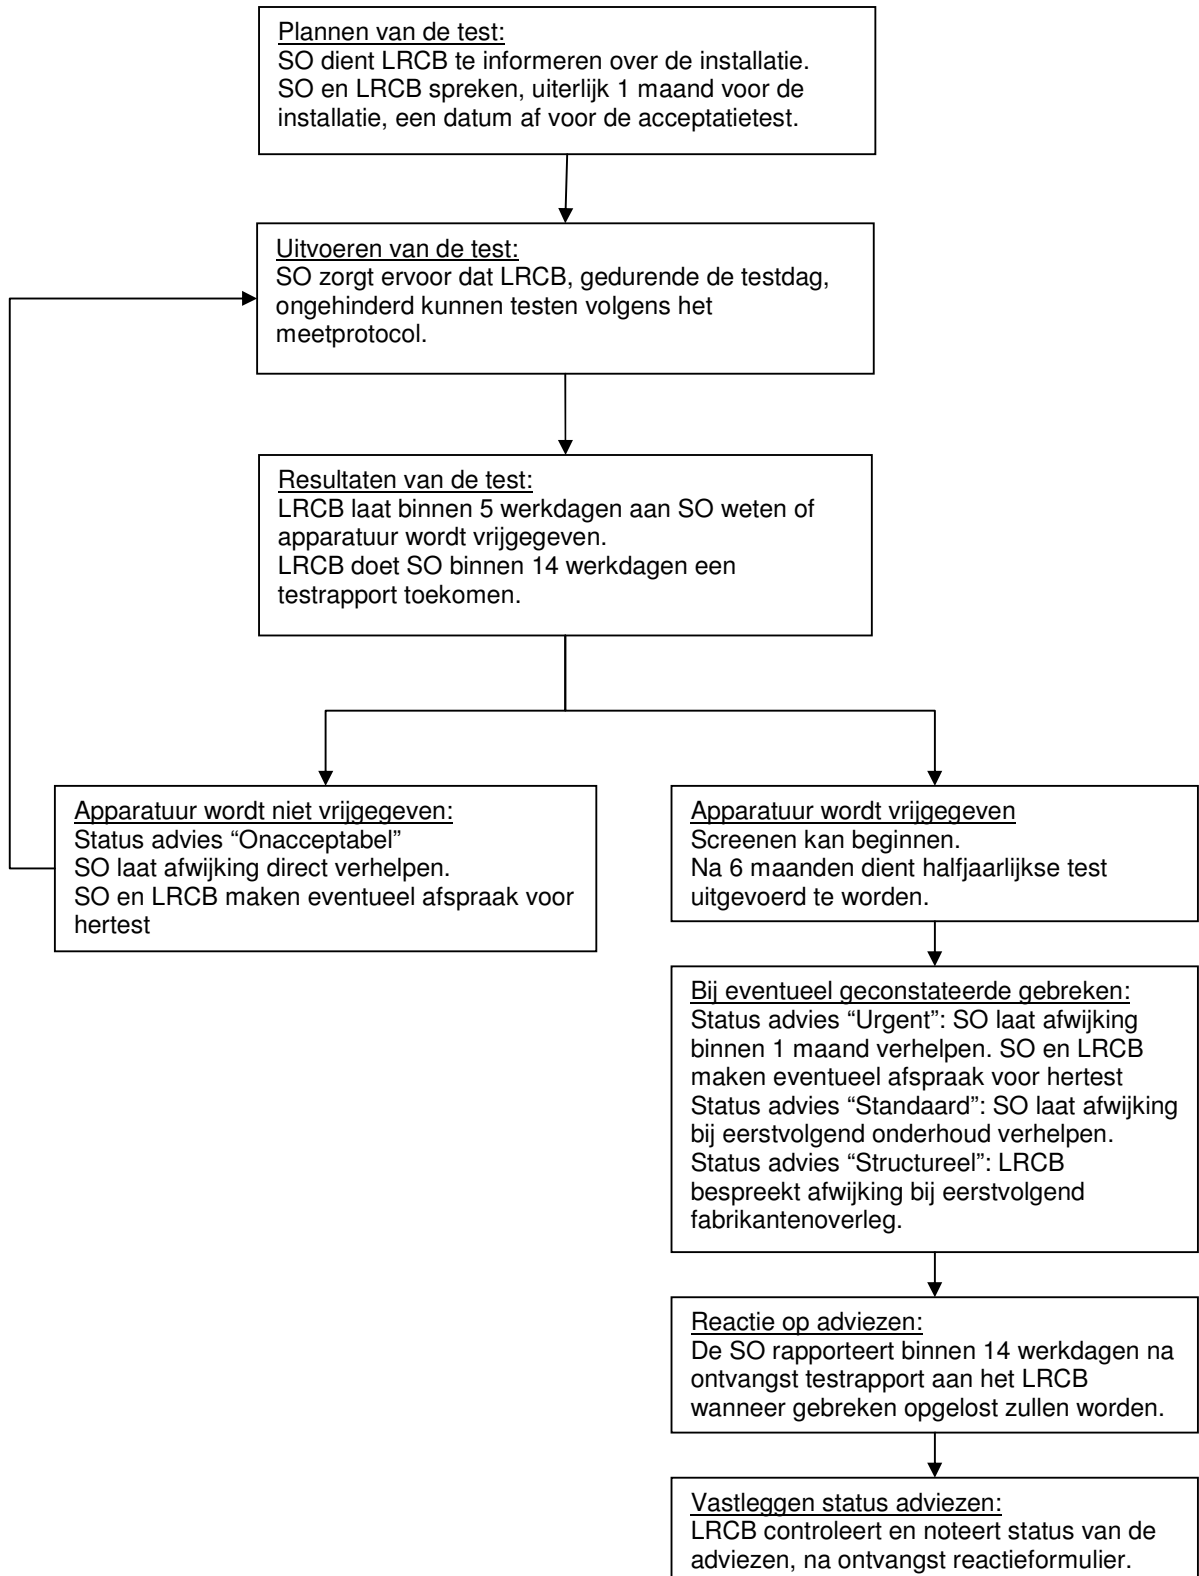 Plannen van de test:
SO dient LRCB te informeren over de installatie.
SO en LRCB spreken, uiterlijk 1 maand voor de
installatie, een datum af voor de acceptatietest.
Uitvoeren van de test:
SO zorgt ervoor dat LRCB, gedurende de testdag,
ongehinderd kunnen testen volgens het
meetprotocol.
Resultaten van de test:
LRCB laat binnen 5 werkdagen aan SO weten of
apparatuur wordt vrijgegeven.
LRCB doet SO binnen 14 werkdagen een
testrapport toekomen.
Apparatuur wordt niet vrijgegeven:
Status advies “Onacceptabel”
SO laat afwijking direct verhelpen.
SO en LRCB maken eventueel afspraak voor
hertest
Apparatuur wordt vrijgegeven
Screenen kan beginnen.
Na 6 maanden dient halfjaarlijkse test
uitgevoerd te worden.
Bij eventueel geconstateerde gebreken:
Status advies “Urgent”: SO laat afwijking
binnen 1 maand verhelpen. SO en LRCB
maken eventueel afspraak voor hertest
Status advies “Standaard”: SO laat afwijking
bij eerstvolgend onderhoud verhelpen.
Status advies “Structureel”: LRCB
bespreekt afwijking bij eerstvolgend
fabrikantenoverleg.
Reactie op adviezen:
De SO rapporteert binnen 14 werkdagen na
ontvangst testrapport aan het LRCB
wanneer gebreken opgelost zullen worden.
Vastleggen status adviezen:
LRCB controleert en noteert status van de
adviezen, na ontvangst reactieformulier.